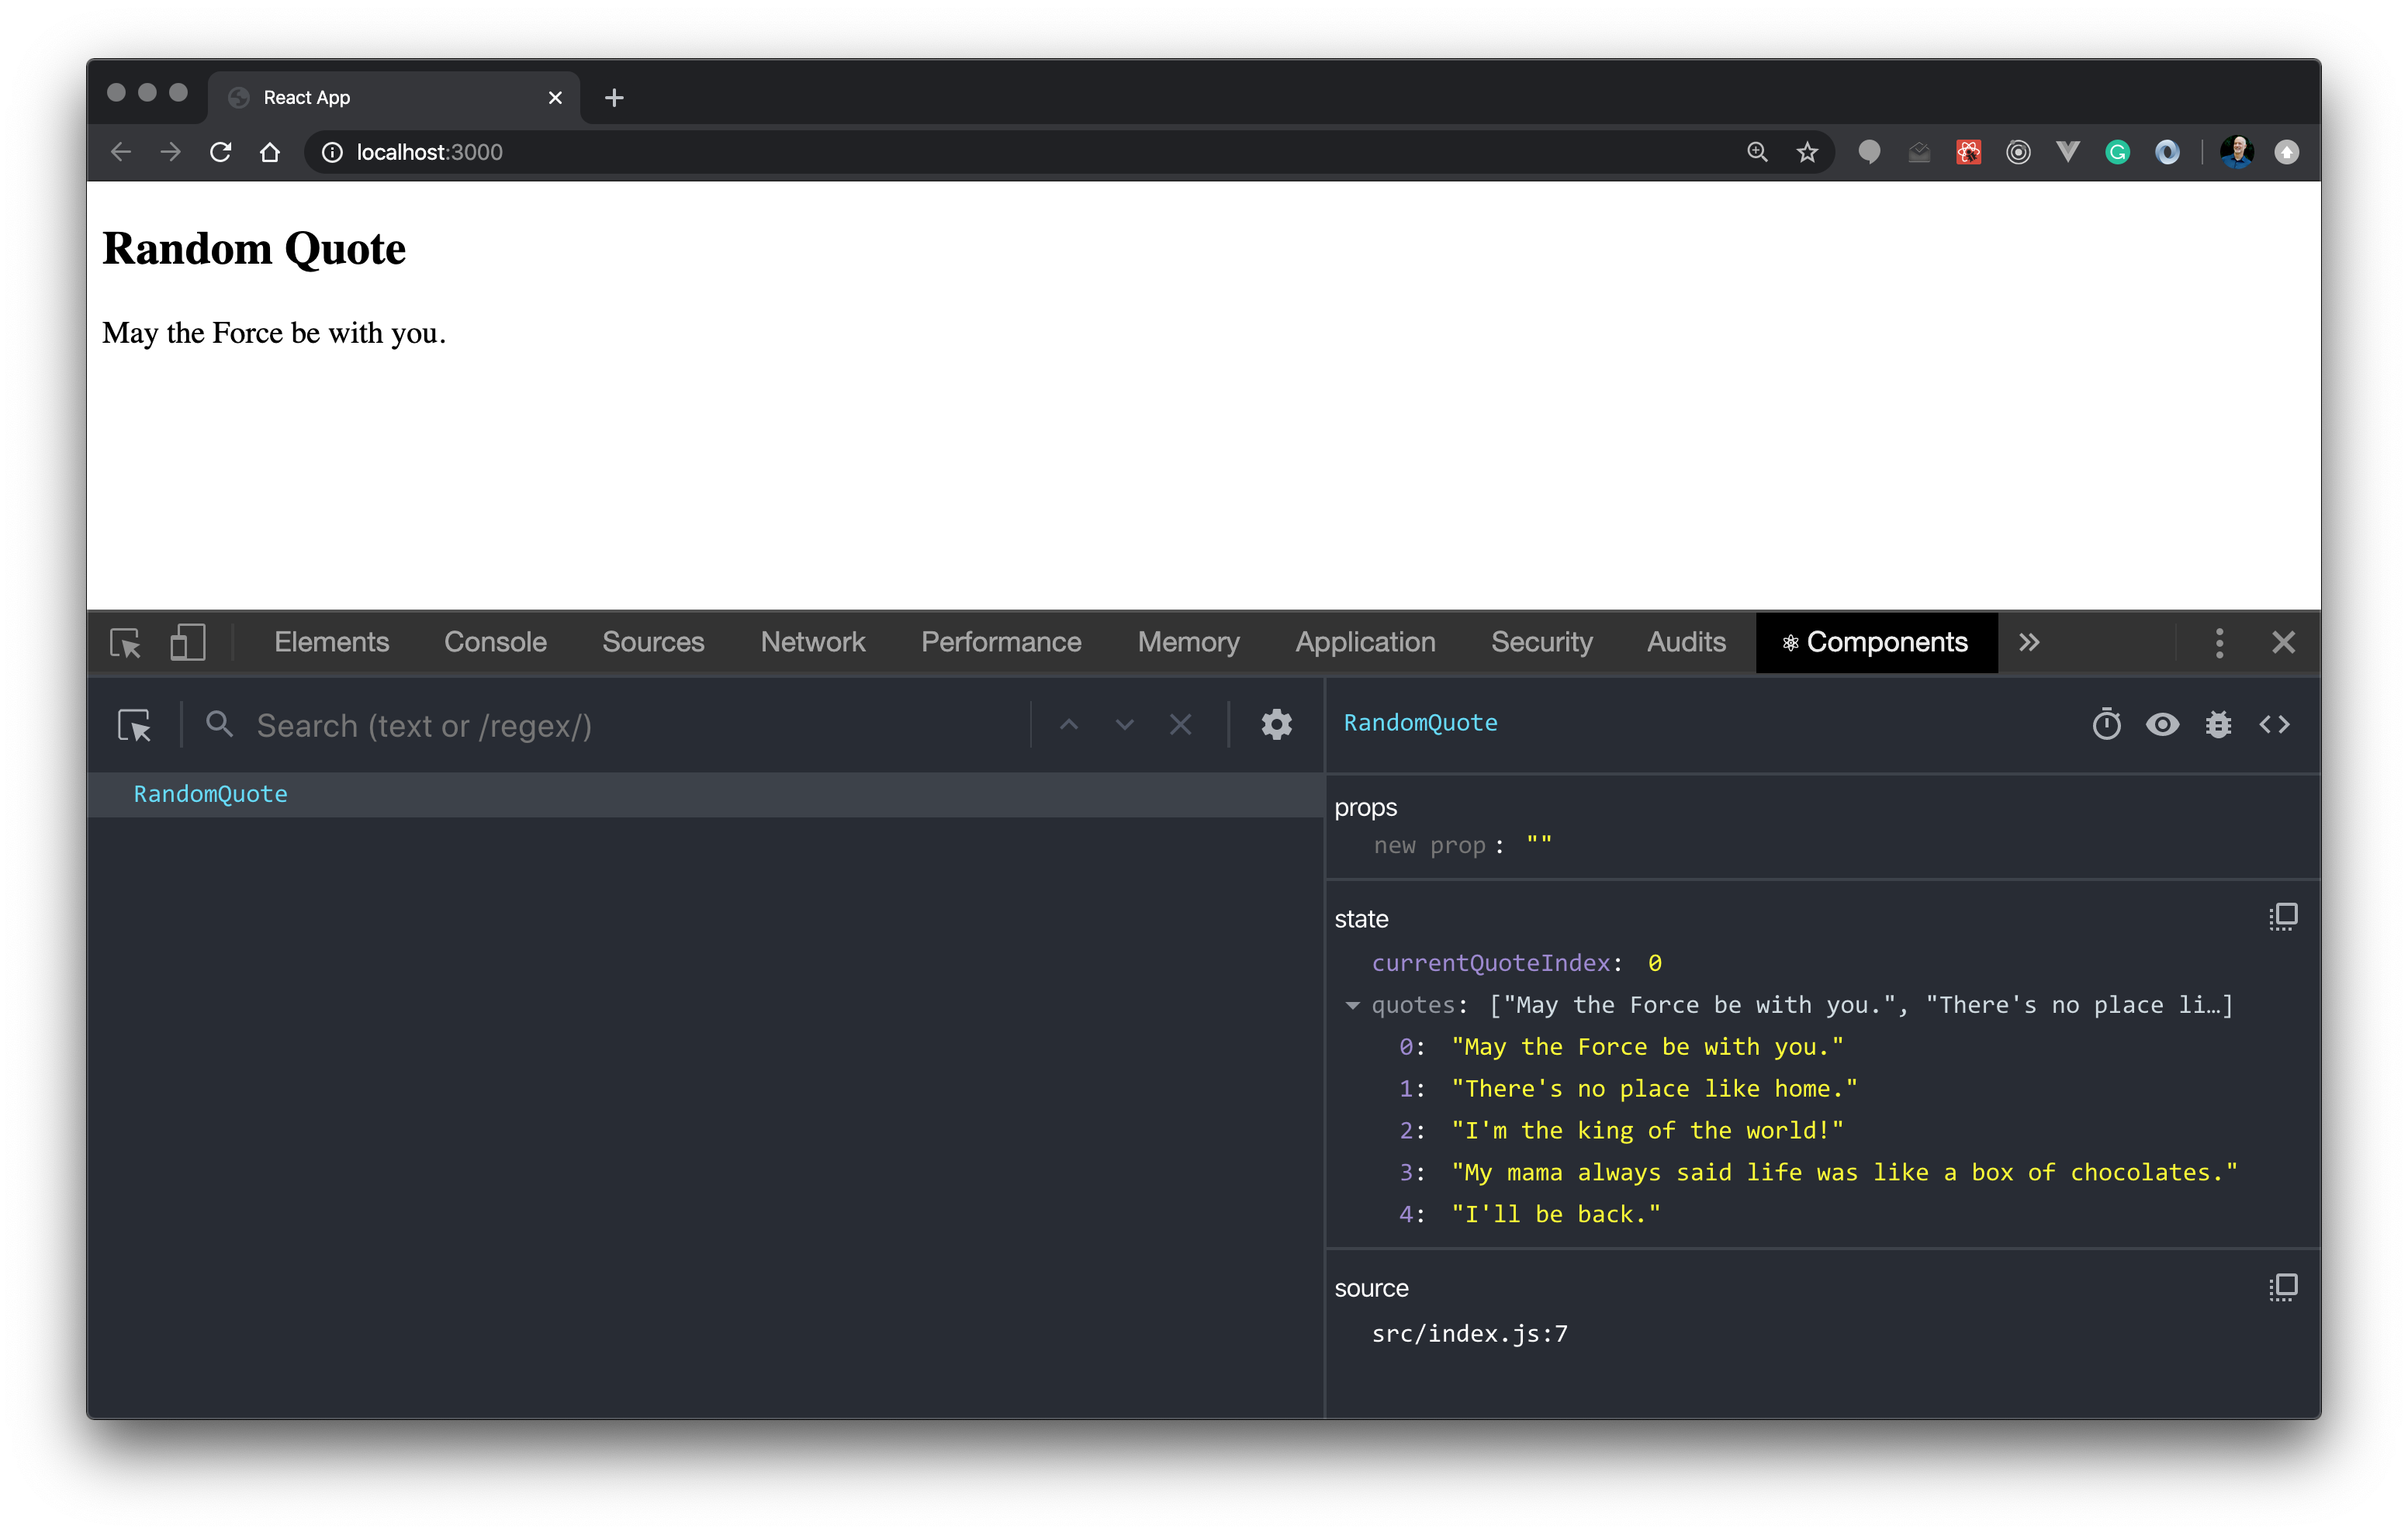 React App
localhost:3000
Random Quote
May the Force be with you.
Elements Console Sources Network Performance Memory Application Security Audits Components
Search (text or /regex/)
RandomQuote
RandomQuote
props
new prop: ""
state
currentQuoteIndex: 0
quotes: ["May the Force be with you.", "There's no place li…]
0: "May the Force be with you."
1: "There's no place like home."
2: "I'm the king of the world!"
3: "My mama always said life was like a box of chocolates."
4: "I'll be back."
source
src/index.js:7